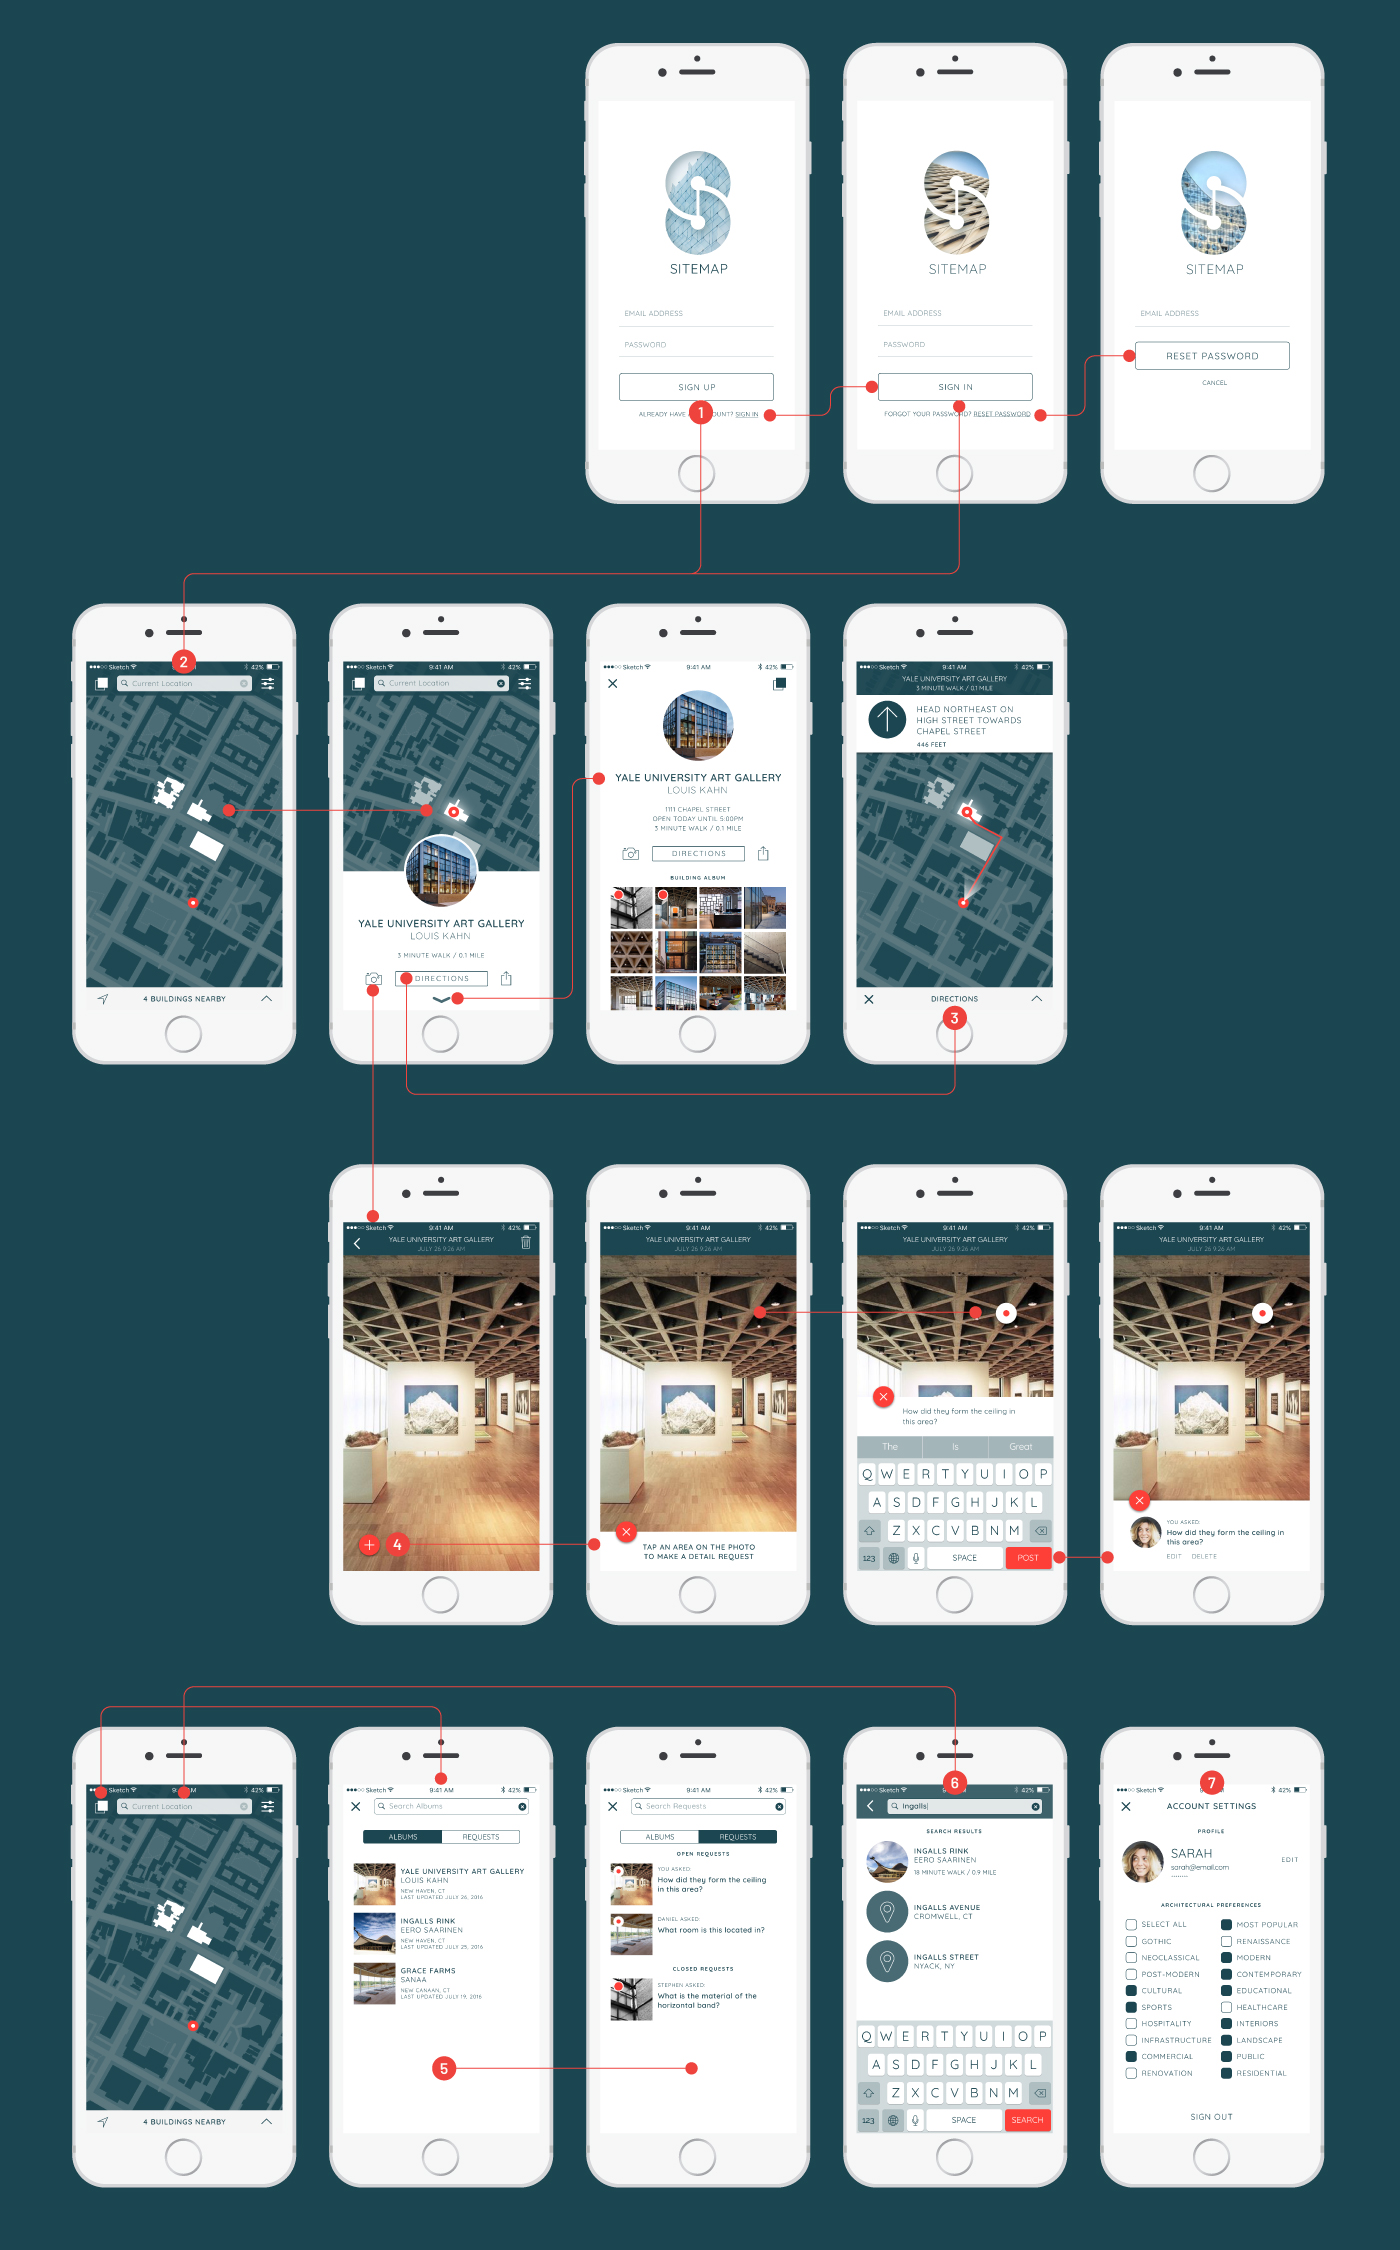 SITEMAP
EMAIL ADDRESS
PASSWORD
SIGN UP
ALREADY HAVE OUNT? SIGN IN
1
SITEMAP
EMAIL ADDRESS
PASSWORD
SIGN IN
FORGOT YOUR PASSWORD? RESET PASSWORD
SITEMAP
EMAIL ADDRESS
RESET PASSWORD
CANCEL
Sketch 42%
2
Current Location
4 BUILDINGS NEARBY
Sketch 9:41 AM 42%
Current Location
YALE UNIVERSITY ART GALLERY
LOUIS KAHN
3 MINUTE WALK / 0.1 MILE
DIRECTIONS
Sketch 9:41 AM 42%
YALE UNIVERSITY ART GALLERY
LOUIS KAHN
1111 CHAPEL STREET
OPEN TODAY UNTIL 5:00PM
3 MINUTE WALK / 0.1 MILE
DIRECTIONS
BUILDING ALBUM
Sketch 9:41 AM 42%
YALE UNIVERSITY ART GALLERY
3 MINUTE WALK / 0.1 MILE
HEAD NORTHEAST ON
HIGH STREET TOWARDS
CHAPEL STREET
446 FEET
DIRECTIONS
3
Sketch 9:41 AM 42%
YALE UNIVERSITY ART GALLERY
JULY 26 9:26 AM
4
Sketch 9:41 AM 42%
YALE UNIVERSITY ART GALLERY
JULY 26 9:26 AM
TAP AN AREA ON THE PHOTO
TO MAKE A DETAIL REQUEST
Sketch 9:41 AM 42%
YALE UNIVERSITY ART GALLERY
JULY 26 9:26 AM
How did they form the ceiling in
this area?
The Is Great
Q W E R T Y U I O P
A S D F G H J K L
Z X C V B N M
123 SPACE POST
Sketch 9:41 AM 42%
YALE UNIVERSITY ART GALLERY
JULY 26 9:26 AM
YOU ASKED:
How did they form the ceiling in
this area?
EDIT DELETE
Sketch 42%
Current Location
4 BUILDINGS NEARBY
Sketch 9:41 AM 42%
Search Albums
ALBUMS REQUESTS
YALE UNIVERSITY ART GALLERY
LOUIS KAHN
NEW HAVEN, CT
LAST UPDATED JULY 26, 2016
INGALLS RINK
EERO SAARINEN
NEW HAVEN, CT
LAST UPDATED JULY 25, 2016
GRACE FARMS
SANAA
NEW CANAAN, CT
LAST UPDATED JULY 19, 2016
5
Sketch 9:41 AM 42%
Search Requests
ALBUMS REQUESTS
OPEN REQUESTS
YOU ASKED:
How did they form the ceiling
in this area?
DANIEL ASKED:
What room is this located in?
CLOSED REQUESTS
STEPHEN ASKED:
What is the material of the
horizontal band?
Sketch 42%
6
Ingalls
SEARCH RESULTS
INGALLS RINK
EERO SAARINEN
18 MINUTE WALK / 0.9 MILE
INGALLS AVENUE
CROMWELL, CT
INGALLS STREET
NYACK, NY
Q W E R T Y U I O P
A S D F G H J K L
Z X C V B N M
123 SPACE SEARCH
Sketch 42%
7
ACCOUNT SETTINGS
PROFILE
SARAH
sarah@email.com
EDIT
ARCHITECTURAL PREFERENCES
SELECT ALL MOST POPULAR
GOTHIC RENAISSANCE
NEOCLASSICAL MODERN
POST-MODERN CONTEMPORARY
CULTURAL EDUCATIONAL
SPORTS HEALTHCARE
HOSPITALITY INTERIORS
INFRASTRUCTURE LANDSCAPE
COMMERCIAL PUBLIC
RENOVATION RESIDENTIAL
SIGN OUT